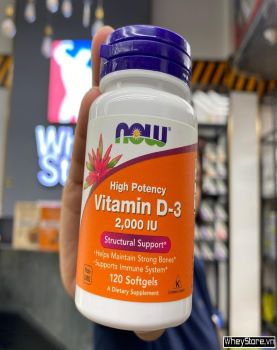 now
High Potency
Vitamin D-3
2,000 IU
Structural Support*
• Helps Maintain Strong Bones*
• Supports Immune System*
120 Softgels
A Dietary Supplement
K
WheyStore.vn